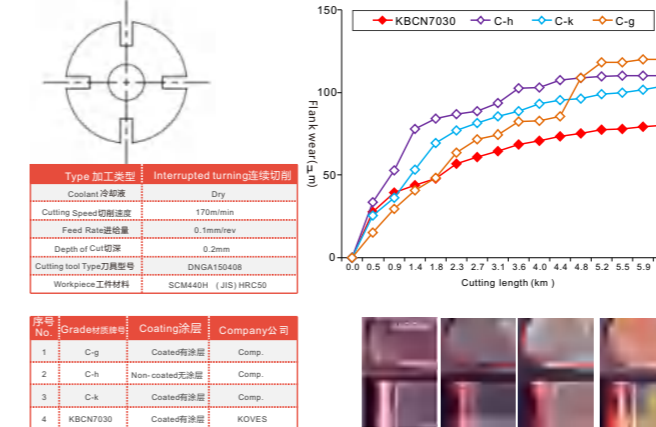 Type 加工类型 Interrupted turning连续切削
Coolant 冷却液 Dry
Cutting Speed切削速度 170m/min
Feed Rate进给量 0.1mm/rev
Depth of Cut切深 0.2mm
Cutting tool Type刀具型号 DNGA150408
Workpiece工件材料 SCM440H （JIS) HRC50
KBCN7030 C-h C-k C-g
150
100
50
0
Flank wear(μm)
0.0 0.5 0.9 1.4 1.8 2.3 2.7 3.1 3.6 4.0 4.4 4.8 5.2 5.5 5.9
Cutting length (km )
序号 No. Grade材质牌号 Coating涂层 Company公司
1 C-g Coated有涂层 Comp.
2 C-h Non-coated无涂层 Comp.
3 C-k Coated有涂层 Comp.
4 KBCN7030 Coated有涂层 KOVES